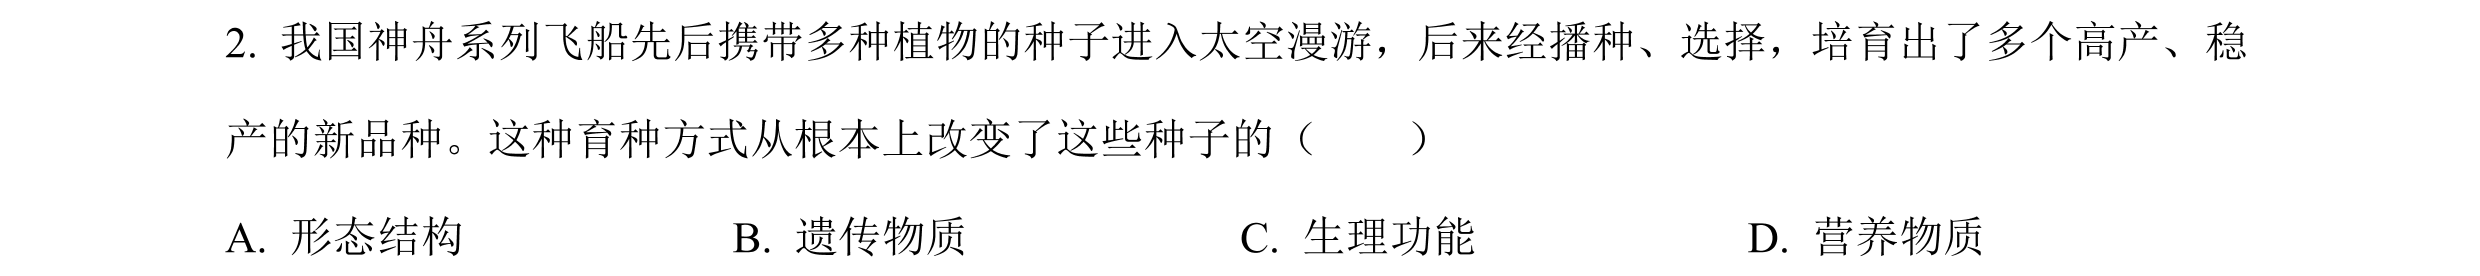 2. 我国神舟系列飞船先后携带多种植物的种子进入太空漫游，后来经播种、选择，培育出了多个高产、稳
产的新品种。这种育种方式从根本上改变了这些种子的（　　）
A. 形态结构 B. 遗传物质 C. 生理功能 D. 营养物质